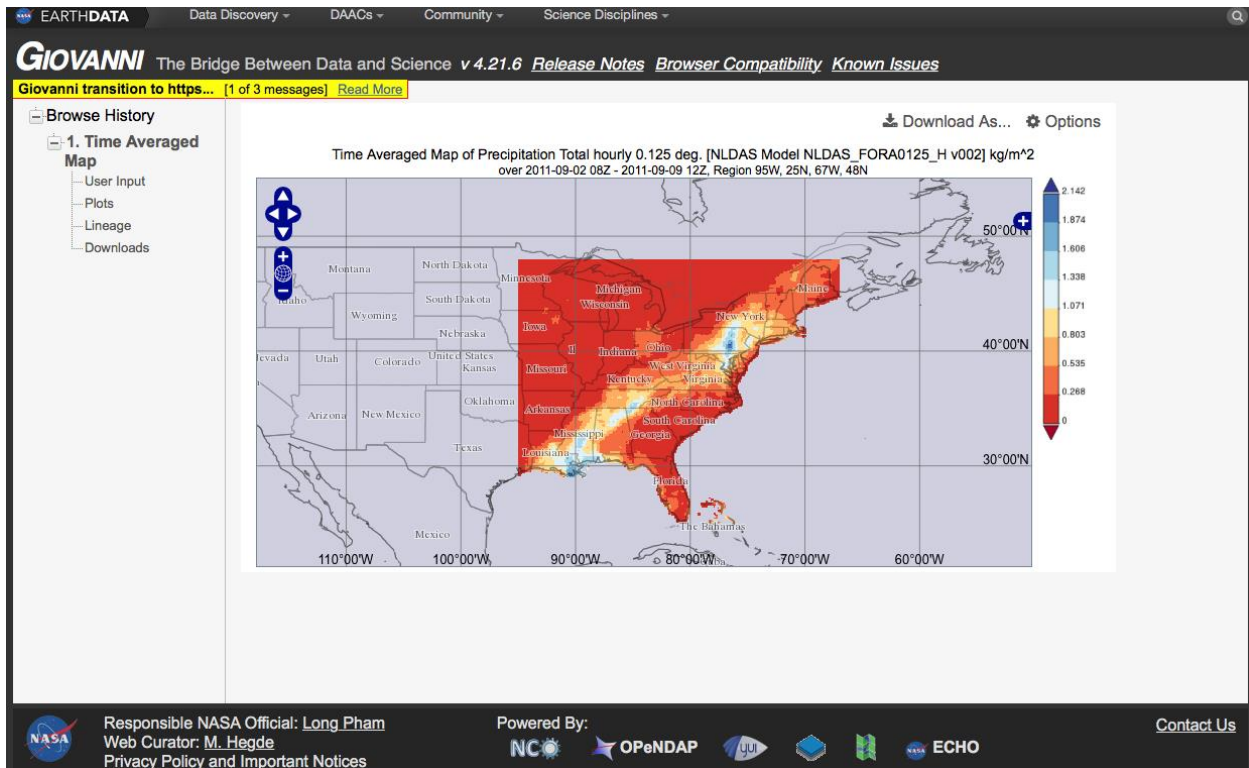 EARTHDATA Data Discovery DAACs Community Science Disciplines
GIOVANNI The Bridge Between Data and Science v 4.21.6 Release Notes Browser Compatibility Known Issues
Giovanni transition to https... [1 of 3 messages] Read More
Browse History
1. Time Averaged
Map
User Input
Plots
Lineage
Downloads
Download As... Options
Time Averaged Map of Precipitation Total hourly 0.125 deg. [NLDAS Model NLDAS_FORA0125_H v002] kg/m^2
over 2011-09-02 08Z - 2011-09-09 12Z, Region 95W, 25N, 67W, 48N
2.142
1.874
1.606
1.338
1.071
0.803
0.535
0.268
0
50°00'N
40°00'N
30°00'N
Montana North Dakota Minnesota
Michigan Maine
South Dakota Wisconsin
Wyoming New York
Iowa
Nebraska
Utah Colorado United States Indiana Ohio
Kansas Missouri West Virginia
Kentucky Virginia
Oklahoma North Carolina
Arizona New Mexico Arkansas
South Carolina
Mississippi Georgia
Texas Louisiana
Florida
The Bahamas
Mexico
110°00'W 100°00'W 90°00'W 80°00'W 70°00'W 60°00'W
NASA
Responsible NASA Official: Long Pham
Web Curator: M. Hegde
Privacy Policy and Important Notices
Powered By:
NCO OPeNDAP yui NASA ECHO
Contact Us